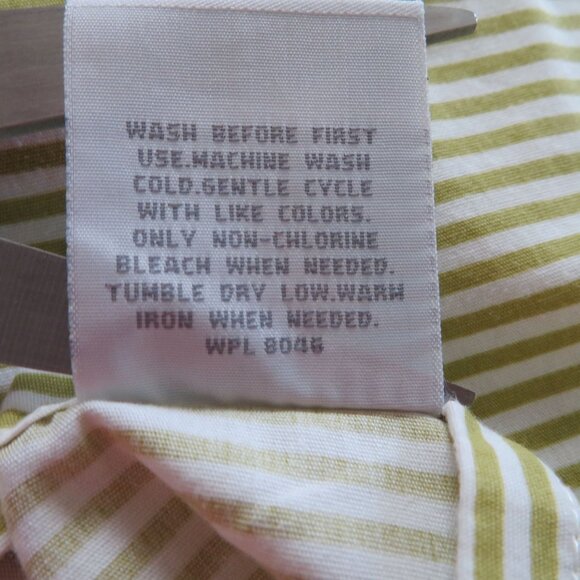 WASH BEFORE FIRST
USE.MACHINE WASH
COLD.GENTLE CYCLE
WITH LIKE COLORS.
ONLY NON-CHLORINE
BLEACH WHEN NEEDED.
TUMBLE DRY LOW.WARM
IRON WHEN NEEDED.
WPL 8046